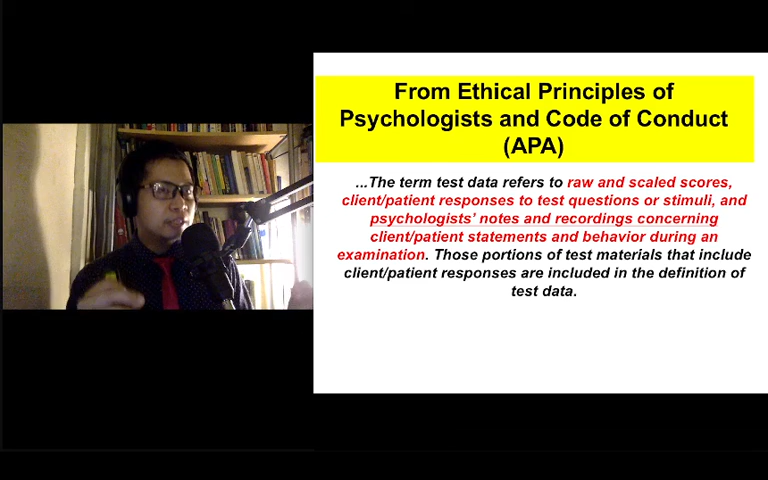 From Ethical Principles of
Psychologists and Code of Conduct
(APA)
...The term test data refers to raw and scaled scores,
client/patient responses to test questions or stimuli, and
psychologists' notes and recordings concerning
client/patient statements and behavior during an
examination. Those portions of test materials that include
client/patient responses are included in the definition of
test data.